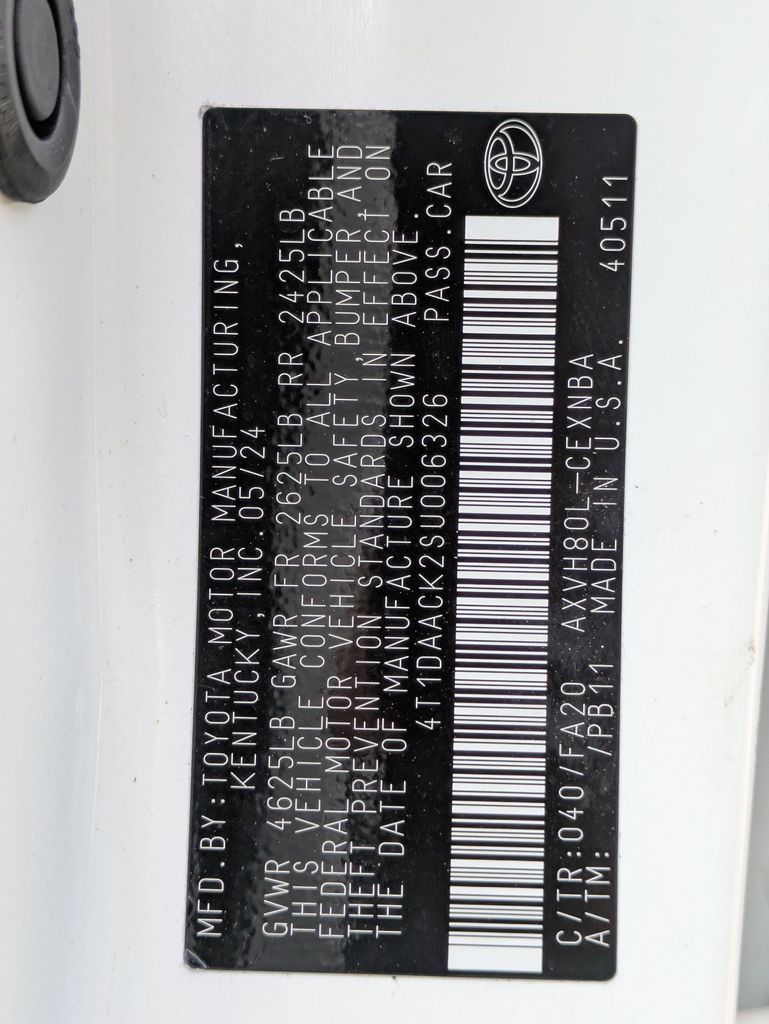 MFD.BY:TOYOTA MOTOR MANUFACTURING,
KENTUCKY,INC.05/24
GVWR 4625LB GAWR FR 2625LB RR 2425LB
THIS VEHICLE CONFORMS TO ALL APPLICABLE
FEDERAL MOTOR VEHICLE SAFETY,BUMPER,AND
THEFT PREVENTION STANDARDS IN EFFECT ON
THE DATE OF MANUFACTURE SHOWN ABOVE.
4T1DAACK2SU006326 PASS.CAR
C/TR:040/FA20 AXVH80L-CEXNBA
A/TM: /PB11 MADE IN U.S.A. 40511